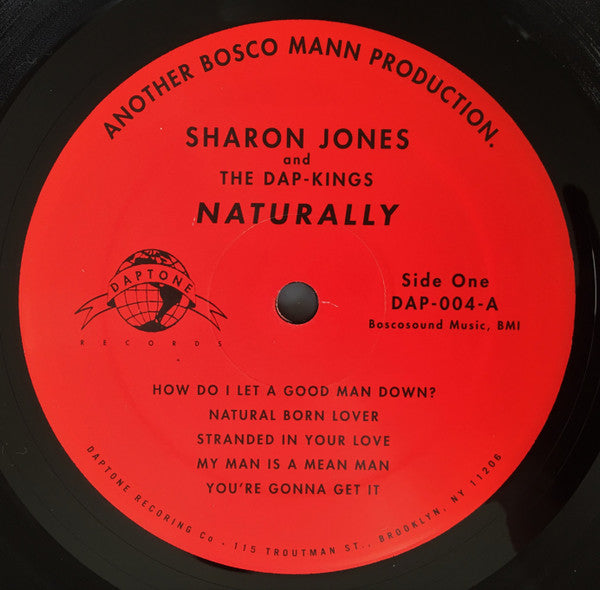 ANOTHER BOSCO MANN PRODUCTION.
SHARON JONES
and
THE DAP-KINGS
NATURALLY
DAPTONE
RECORDS
Side One
DAP-004-A
Boscosound Music, BMI
HOW DO I LET A GOOD MAN DOWN?
NATURAL BORN LOVER
STRANDED IN YOUR LOVE
MY MAN IS A MEAN MAN
YOU'RE GONNA GET IT
DAPTONE RECORING Co - 115 TROUTMAN ST., BROOKLYN, NY 11206